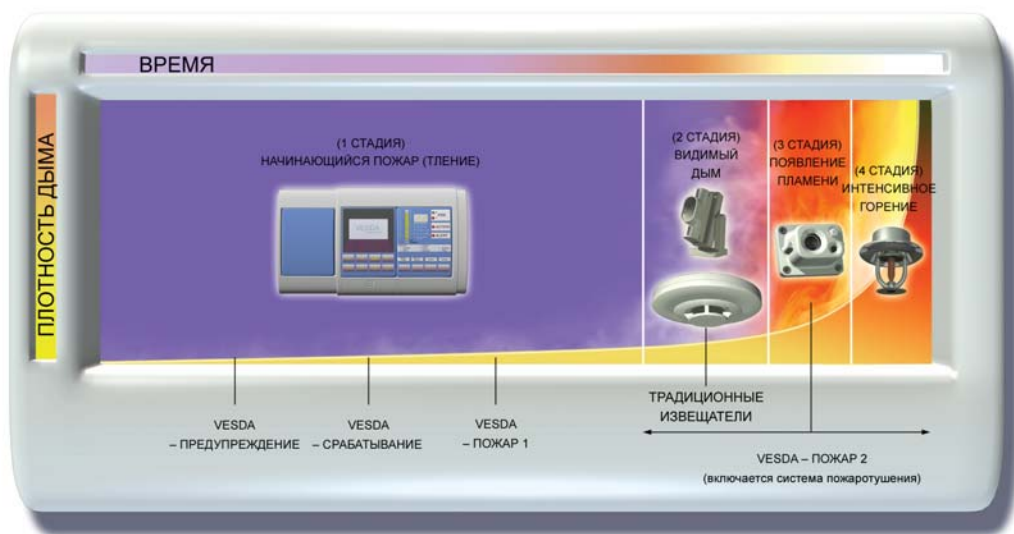 ВРЕМЯ
ПЛОТНОСТЬ ДЫМА
(1 СТАДИЯ)
НАЧИНАЮЩИЙСЯ ПОЖАР (ТЛЕНИЕ)
(2 СТАДИЯ)
ВИДИМЫЙ
ДЫМ
(3 СТАДИЯ)
ПОЯВЛЕНИЕ
ПЛАМЕНИ
(4 СТАДИЯ)
ИНТЕНСИВНОЕ
ГОРЕНИЕ
VESDA
VESDA
– ПРЕДУПРЕЖДЕНИЕ
VESDA
– СРАБАТЫВАНИЕ
VESDA
– ПОЖАР 1
ТРАДИЦИОННЫЕ
ИЗВЕЩАТЕЛИ
VESDA – ПОЖАР 2
(включается система пожаротушения)